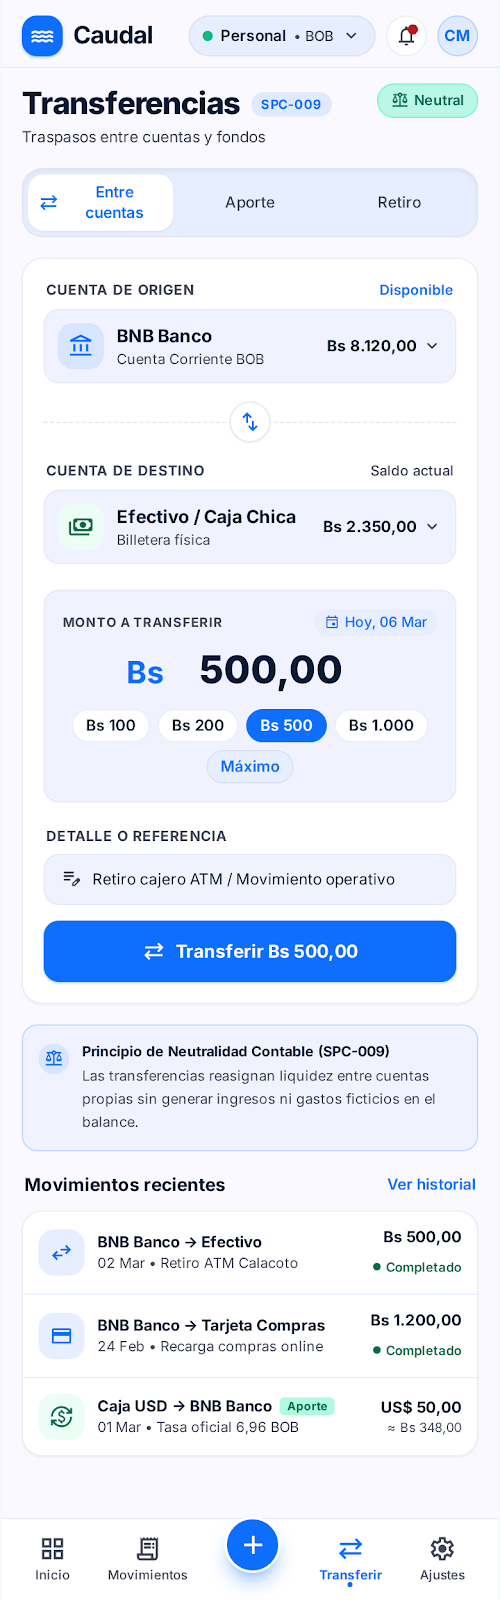 Caudal
Personal • BOB
CM
Transferencias
SPC-009
Neutral
Traspasos entre cuentas y fondos
Entre
cuentas
Aporte
Retiro
CUENTA DE ORIGEN
Disponible
BNB Banco
Cuenta Corriente BOB
Bs 8.120,00
CUENTA DE DESTINO
Saldo actual
Efectivo / Caja Chica
Billetera física
Bs 2.350,00
MONTO A TRANSFERIR
Hoy, 06 Mar
Bs 500,00
Bs 100
Bs 200
Bs 500
Bs 1.000
Máximo
DETALLE O REFERENCIA
Retiro cajero ATM / Movimiento operativo
Transferir Bs 500,00
Principio de Neutralidad Contable (SPC-009)
Las transferencias reasignan liquidez entre cuentas
propias sin generar ingresos ni gastos ficticios en el
balance.
Movimientos recientes
Ver historial
BNB Banco → Efectivo
02 Mar • Retiro ATM Calacoto
Bs 500,00
Completado
BNB Banco → Tarjeta Compras
24 Feb • Recarga compras online
Bs 1.200,00
Completado
Caja USD → BNB Banco
Aporte
01 Mar • Tasa oficial 6,96 BOB
US$ 50,00
≈ Bs 348,00
Inicio
Movimientos
Transferir
Ajustes